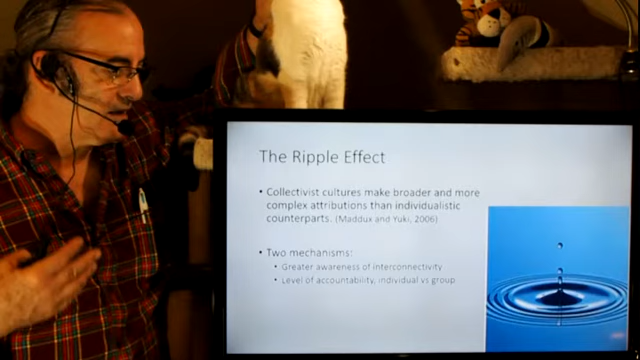 The Ripple Effect
• Collectivist cultures make broader and more
complex attributions than individualistic
counterparts. (Maddux and Yuki, 2006)
• Two mechanisms:
• Greater awareness of interconnectivity
• Level of accountability, individual vs group